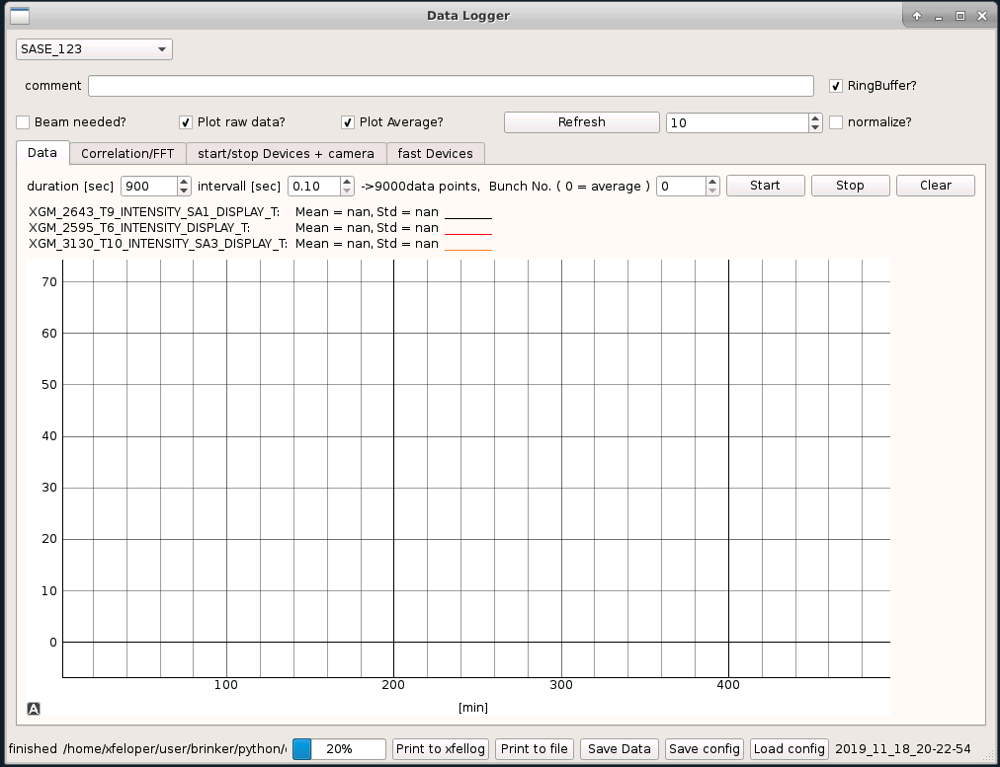 Data Logger
SASE_123
comment RingBuffer?
Beam needed? Plot raw data? Plot Average? Refresh 10 normalize?
Data Correlation/FFT start/stop Devices + camera fast Devices
duration [sec] 900 intervall [sec] 0.10 ->9000data points, Bunch No. ( 0 = average ) 0 Start Stop Clear
XGM_2643_T9_INTENSITY_SA1_DISPLAY_T: Mean = nan, Std = nan
XGM_2595_T6_INTENSITY_DISPLAY_T: Mean = nan, Std = nan
XGM_3130_T10_INTENSITY_SA3_DISPLAY_T: Mean = nan, Std = nan
70
60
50
40
30
20
10
0
100 200 300 400
A [min]
finished /home/xfeloper/user/brinker/python/ 20% Print to xfellog Print to file Save Data Save config Load config 2019_11_18_20-22-54